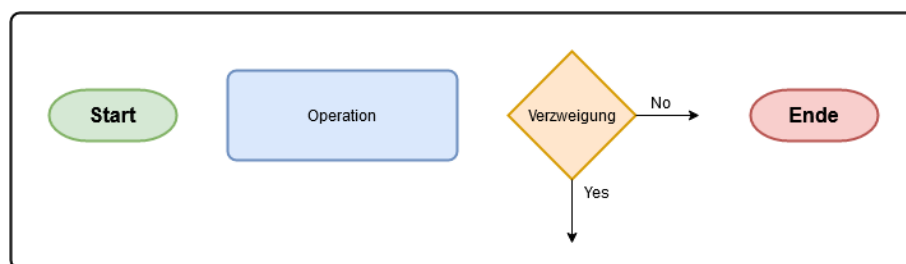 Start
Operation
Verzweigung
No
Yes
Ende